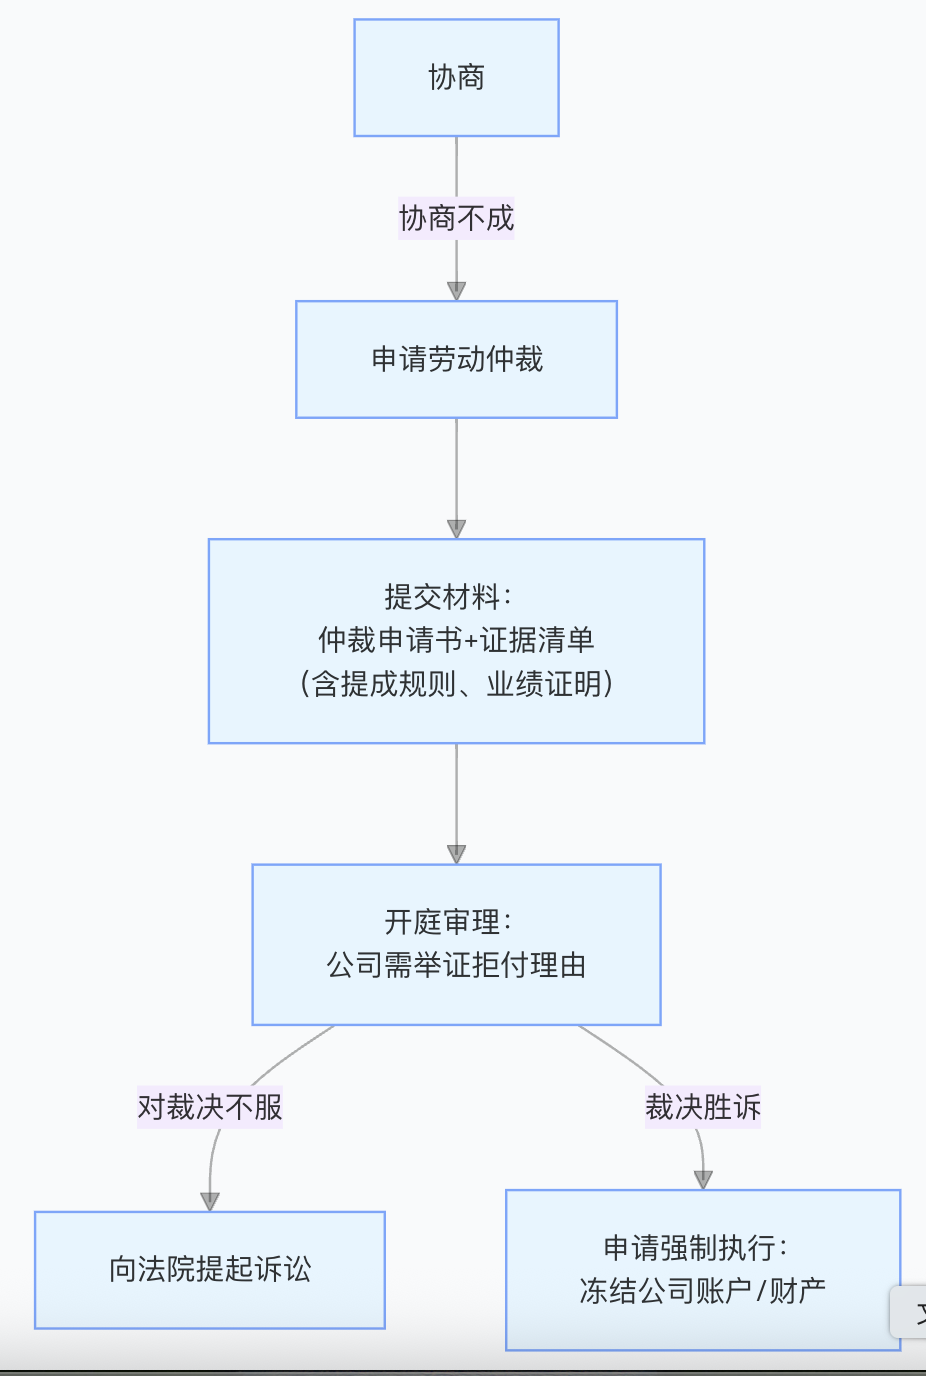 协商
协商不成
申请劳动仲裁
提交材料：
仲裁申请书+证据清单
（含提成规则、业绩证明）
开庭审理：
公司需举证拒付理由
对裁决不服
裁决胜诉
向法院提起诉讼
申请强制执行：
冻结公司账户/财产